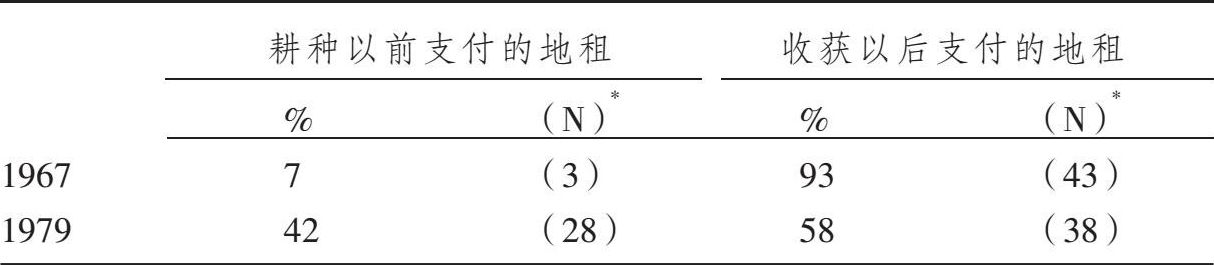 耕种以前支付的地租 收获以后支付的地租
% (N)* % (N)*
1967 7 (3) 93 (43)
1979 42 (28) 58 (38)